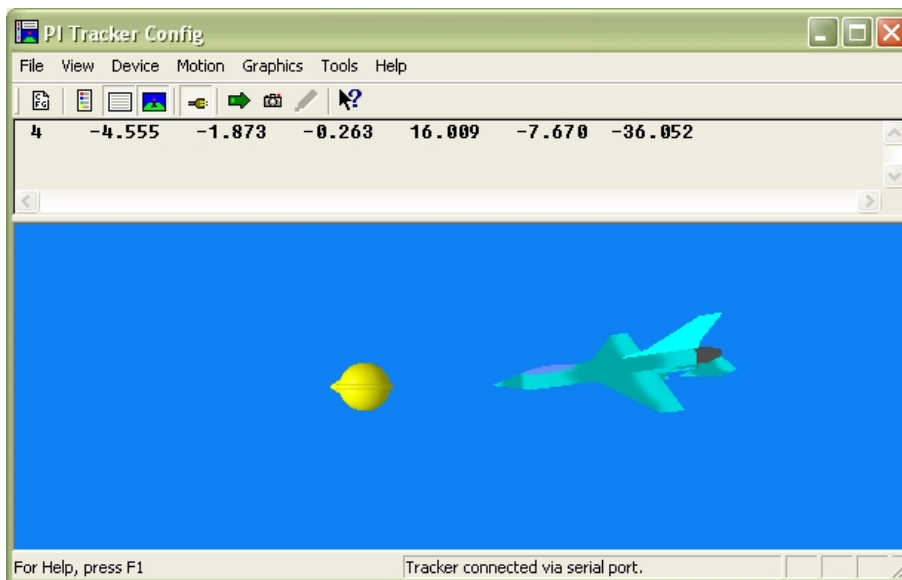 PI Tracker Config
File View Device Motion Graphics Tools Help
C FG
4 -4.555 -1.873 -0.263 16.009 -7.670 -36.052
For Help, press F1 Tracker connected via serial port.